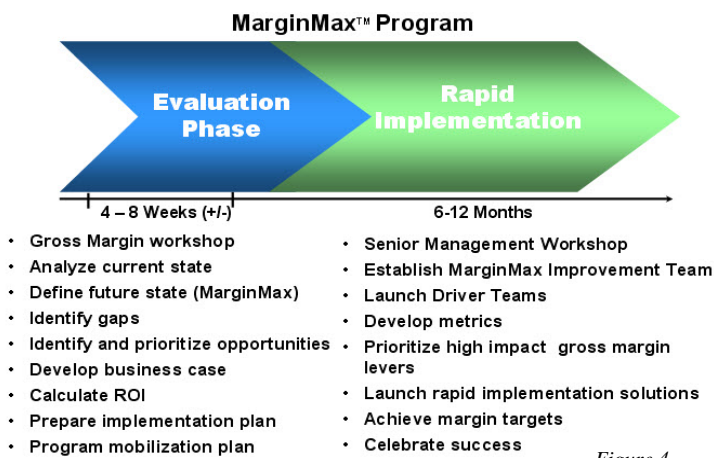 MarginMax™ Program
Evaluation
Phase
Rapid
Implementation
4 – 8 Weeks (+/-)
6-12 Months
• Gross Margin workshop
• Analyze current state
• Define future state (MarginMax)
• Identify gaps
• Identify and prioritize opportunities
• Develop business case
• Calculate ROI
• Prepare implementation plan
• Program mobilization plan
• Senior Management Workshop
• Establish MarginMax Improvement Team
• Launch Driver Teams
• Develop metrics
• Prioritize high impact gross margin
levers
• Launch rapid implementation solutions
• Achieve margin targets
• Celebrate success
Figure 4